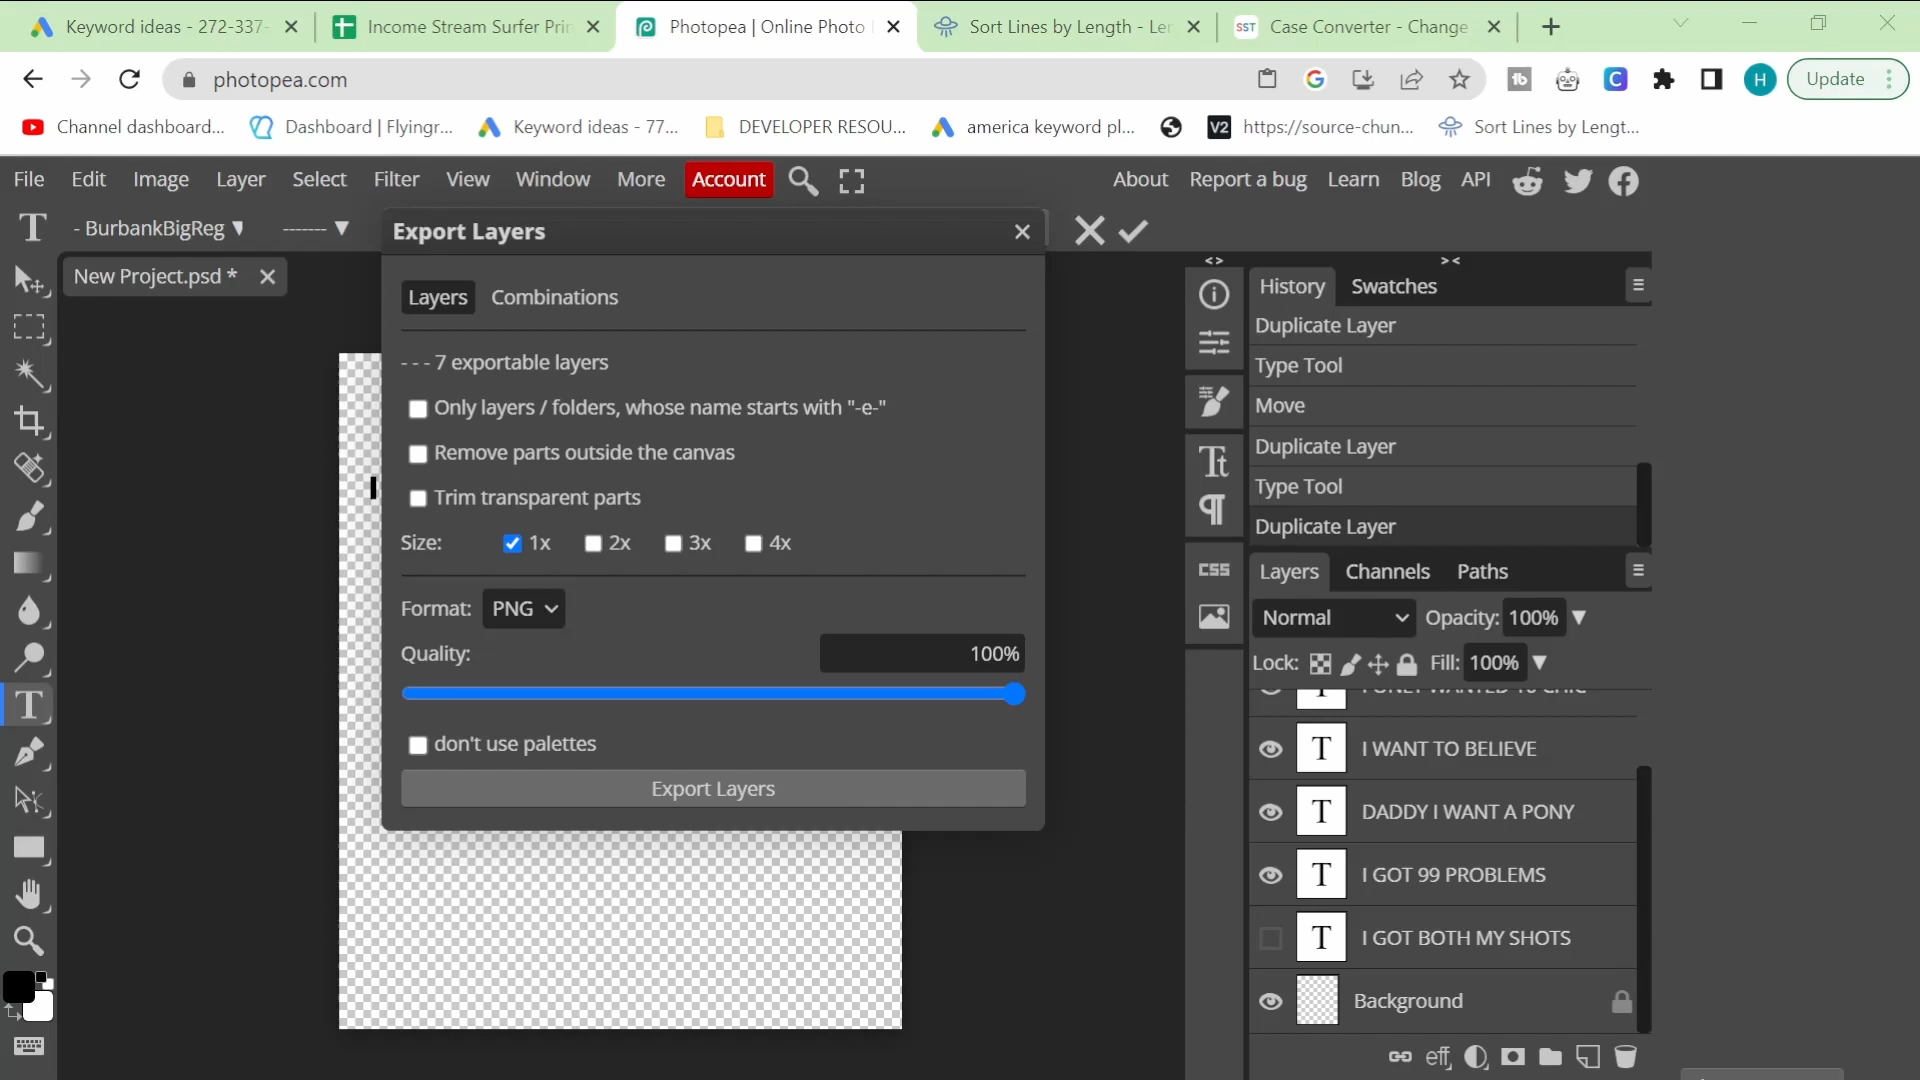 Keyword ideas - 272-337-
Income Stream Surfer Prin
Photopea | Online Photo
Sort Lines by Length - Len
SST
Case Converter - Change
photopea.com
H
Update
Channel dashboard...
Dashboard | Flyingr...
Keyword ideas - 77...
DEVELOPER RESOU...
america keyword pl...
V2
https://source-chun...
Sort Lines by Lengt...
File
Edit
Image
Layer
Select
Filter
View
Window
More
Account
About
Report a bug
Learn
Blog
API
- BurbankBigReg
-------
Export Layers
New Project.psd *
Layers
Combinations
- - - 7 exportable layers
Only layers / folders, whose name starts with "-e-"
Remove parts outside the canvas
Trim transparent parts
Size:
1x
2x
3x
4x
Format:
PNG
Quality:
100%
don't use palettes
Export Layers
< >
> <
History
Swatches
Duplicate Layer
Type Tool
Move
Duplicate Layer
Type Tool
Duplicate Layer
CSS
Layers
Channels
Paths
Normal
Opacity:
100%
Lock:
Fill:
100%
I WANT TO BELIEVE
DADDY I WANT A PONY
I GOT 99 PROBLEMS
I GOT BOTH MY SHOTS
Background
eff